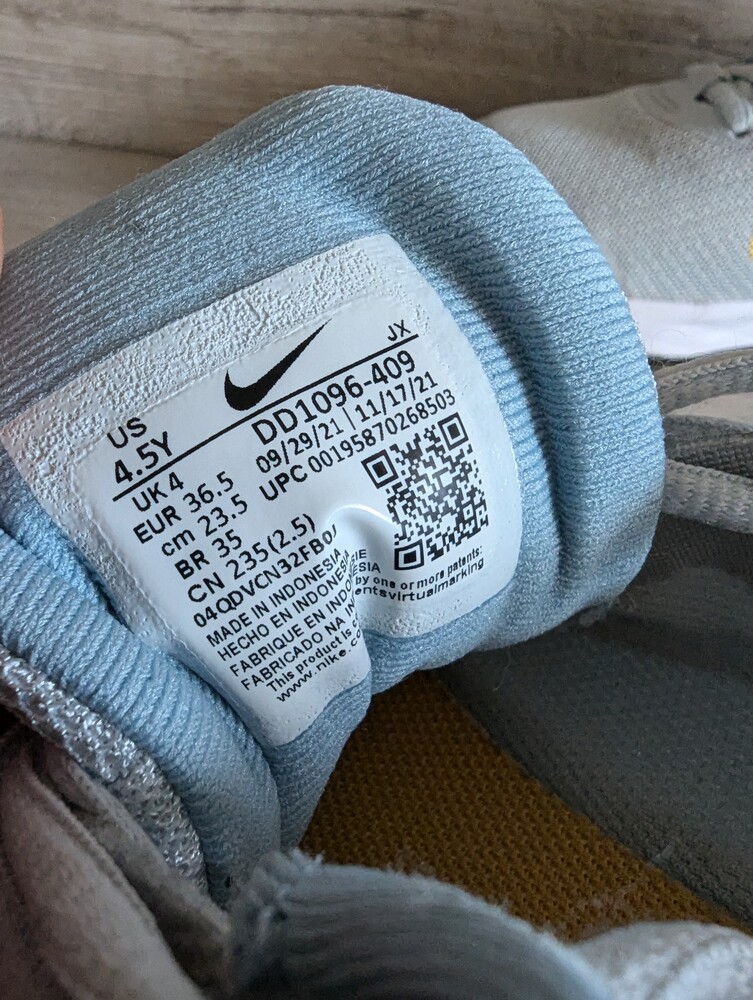 JX
US
4.5Y
DD1096-409
09/29/21 | 11/17/21
UPC 00195870268503
UK 4
EUR 36.5
cm 23.5
BR 35
CN 235(2.5)
MADE IN INDONESIA
HECHO EN INDONESIA
FABRIQUE EN INDONESIE
FABRICADO NA INDONESIA
This product is
by one or more patents:
www.nike.